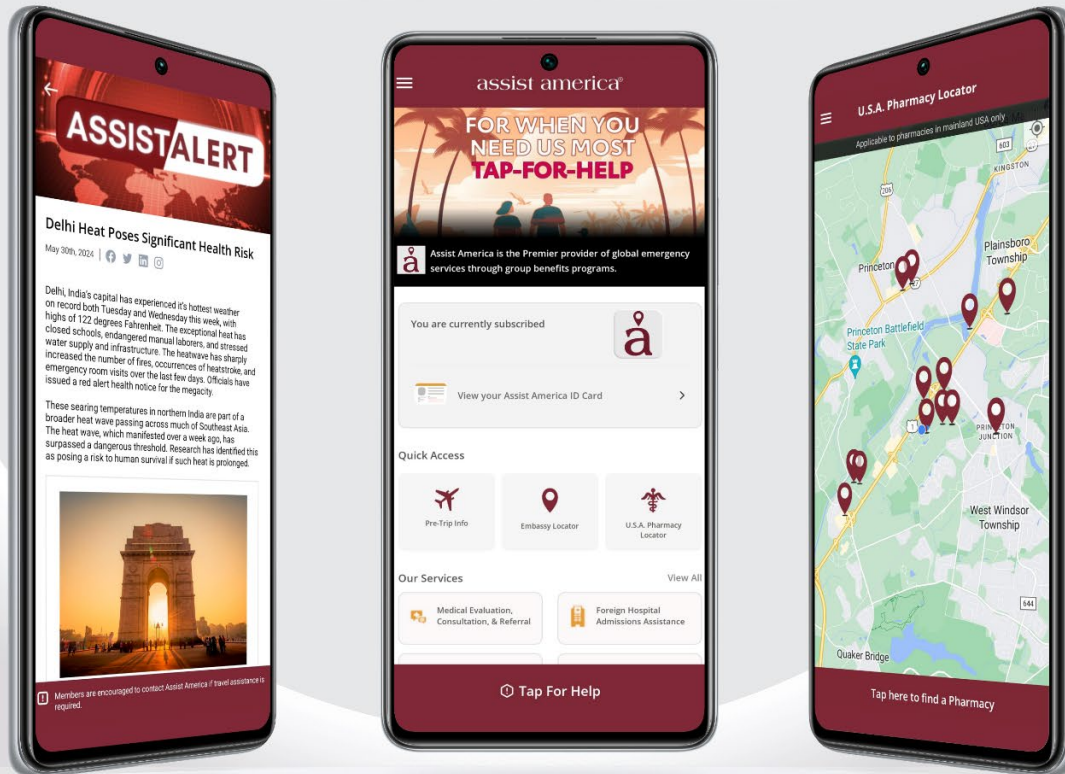 ASSISTALERT
Delhi Heat Poses Significant Health Risk
May 30th, 2024
Delhi, India's capital has experienced it's hottest weather
on record both Tuesday and Wednesday this week, with
highs of 122 degrees Fahrenheit. The exceptional heat has
closed schools, endangered manual laborers, and stressed
water supply and infrastructure. The heatwave has sharply
increased the number of fires, occurrences of heatstroke, and
emergency room visits over the last few days. Officials have
issued a red alert health notice for the megacity.
These searing temperatures in northern India are part of a
broader heat wave passing across much of Southeast Asia.
The heat wave, which manifested over a week ago, has
surpassed a dangerous threshold. Research has identified this
as posing a risk to human survival if such heat is prolonged.
Members are encouraged to contact Assist America if travel assistance is
required.
assist america®
FOR WHEN YOU
NEED US MOST
TAP-FOR-HELP
a
Assist America is the Premier provider of global emergency
services through group benefits programs.
You are currently subscribed
a
View your Assist America ID Card
Quick Access
Pre-Trip Info
Embassy Locator
U.S.A. Pharmacy
Locator
Our Services
View All
Medical Evaluation,
Consultation, & Referral
Foreign Hospital
Admissions Assistance
Tap For Help
U.S.A. Pharmacy Locator
Applicable to pharmacies in mainland USA only
603
KINGSTON
206
Plainsboro
Township
Princeton
Princeton Battlefield
State Park
1
PRINCETON
JUNCTION
West Windsor
Township
644
Quaker Bridge
Tap here to find a Pharmacy